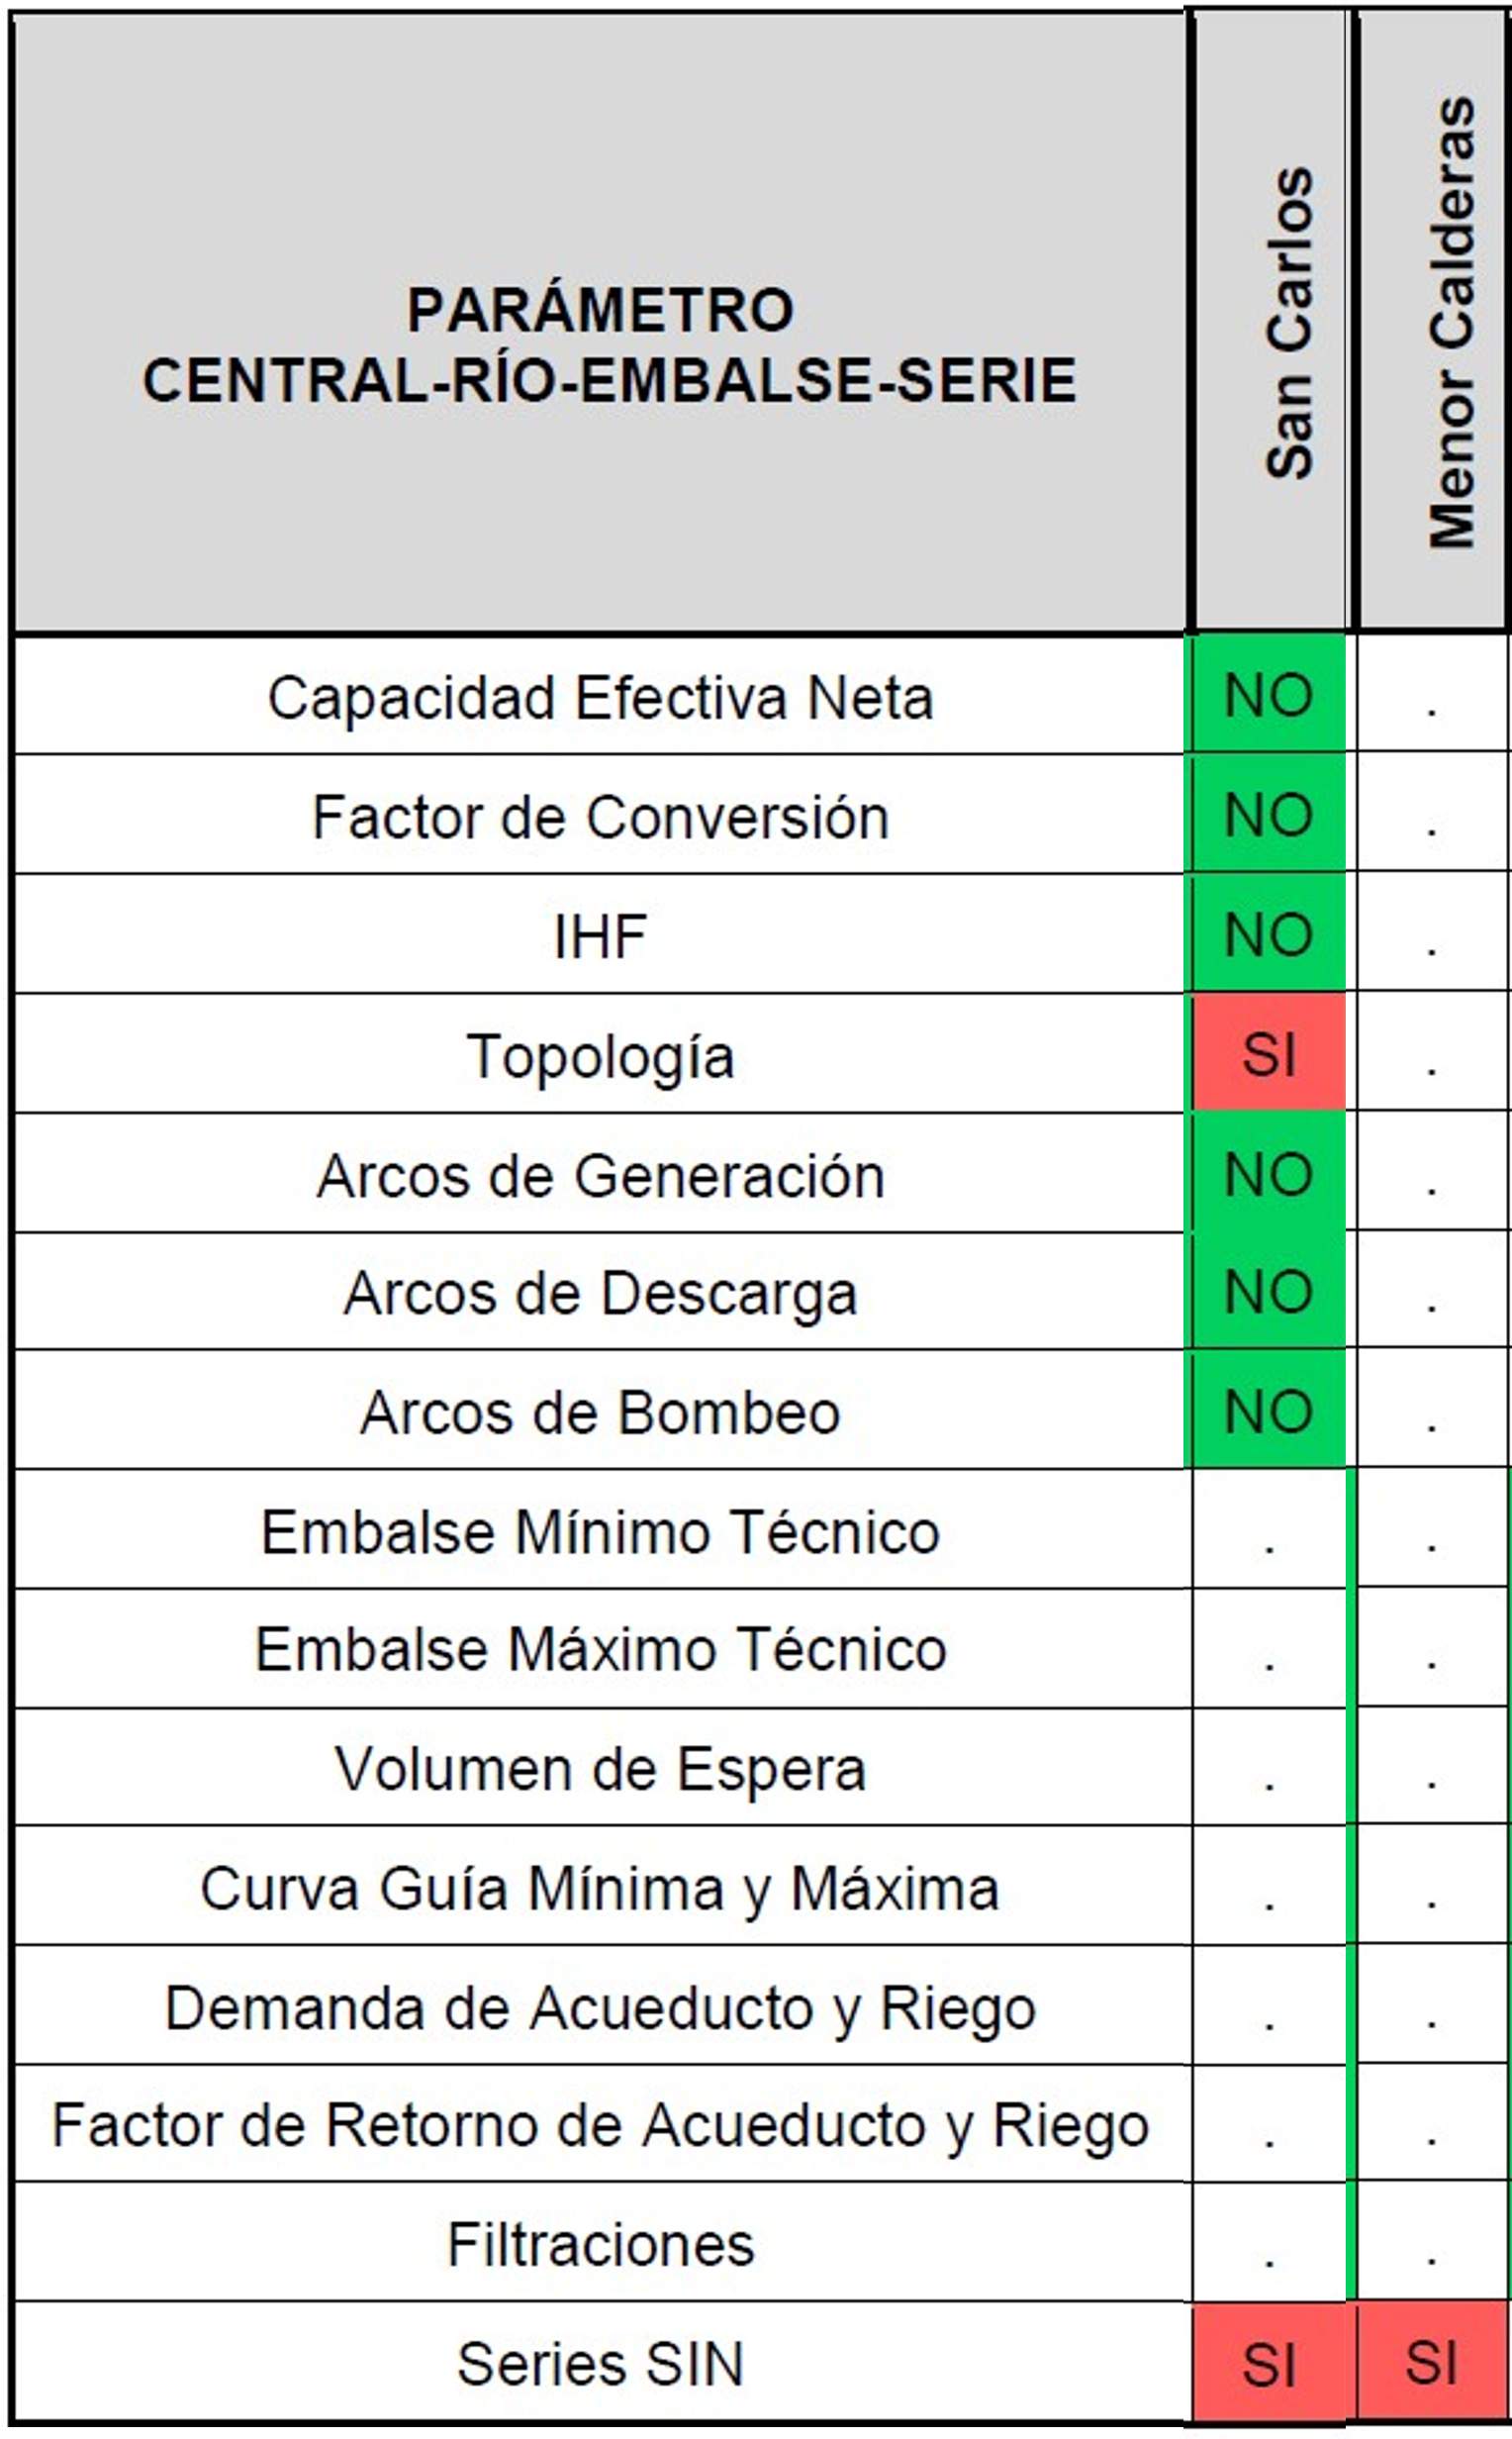 PARÁMETRO
CENTRAL-RÍO-EMBALSE-SERIE
San Carlos
Menor Calderas
Capacidad Efectiva Neta NO .
Factor de Conversión NO .
IHF NO .
Topología SI .
Arcos de Generación NO .
Arcos de Descarga NO .
Arcos de Bombeo NO .
Embalse Mínimo Técnico . .
Embalse Máximo Técnico . .
Volumen de Espera . .
Curva Guía Mínima y Máxima . .
Demanda de Acueducto y Riego . .
Factor de Retorno de Acueducto y Riego . .
Filtraciones . .
Series SIN SI SI